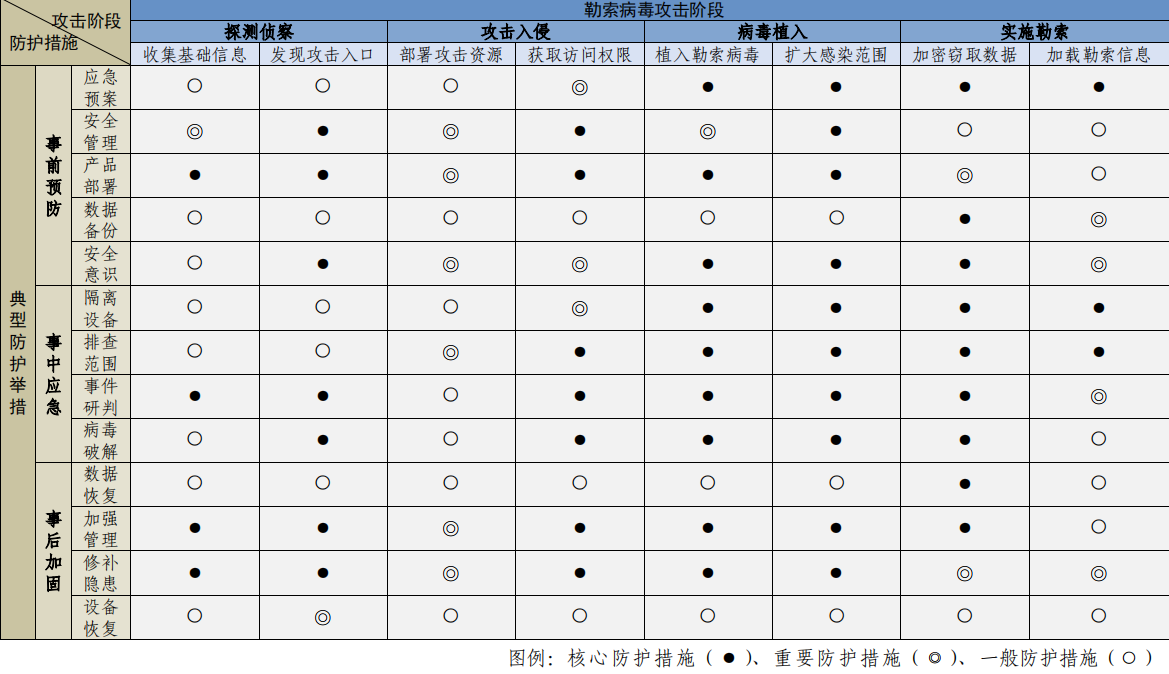 勒索病毒攻击阶段
攻击阶段
防护措施
探测侦察 攻击入侵 病毒植入 实施勒索
收集基础信息 发现攻击入口 部署攻击资源 获取访问权限 植入勒索病毒 扩大感染范围 加密窃取数据 加载勒索信息
典型防护举措
事前预防
应急预案 ○ ○ ○ ◎ ● ● ● ●
安全管理 ◎ ● ◎ ● ◎ ● ○ ○
产品部署 ● ● ◎ ● ● ● ◎ ○
数据备份 ○ ○ ○ ○ ○ ○ ● ◎
安全意识 ○ ● ◎ ◎ ● ● ● ◎
事中应急
隔离设备 ○ ○ ○ ◎ ● ● ● ●
排查范围 ○ ○ ◎ ● ● ● ● ●
事件研判 ● ● ○ ● ● ● ● ◎
病毒破解 ○ ● ○ ● ● ● ● ○
事后加固
数据恢复 ○ ○ ○ ○ ○ ○ ● ○
加强管理 ● ● ◎ ● ● ● ● ○
修补隐患 ● ● ◎ ● ● ● ◎ ◎
设备恢复 ○ ◎ ○ ○ ○ ○ ○ ○
图例：核心防护措施（●）、重要防护措施（◎）、一般防护措施（○）